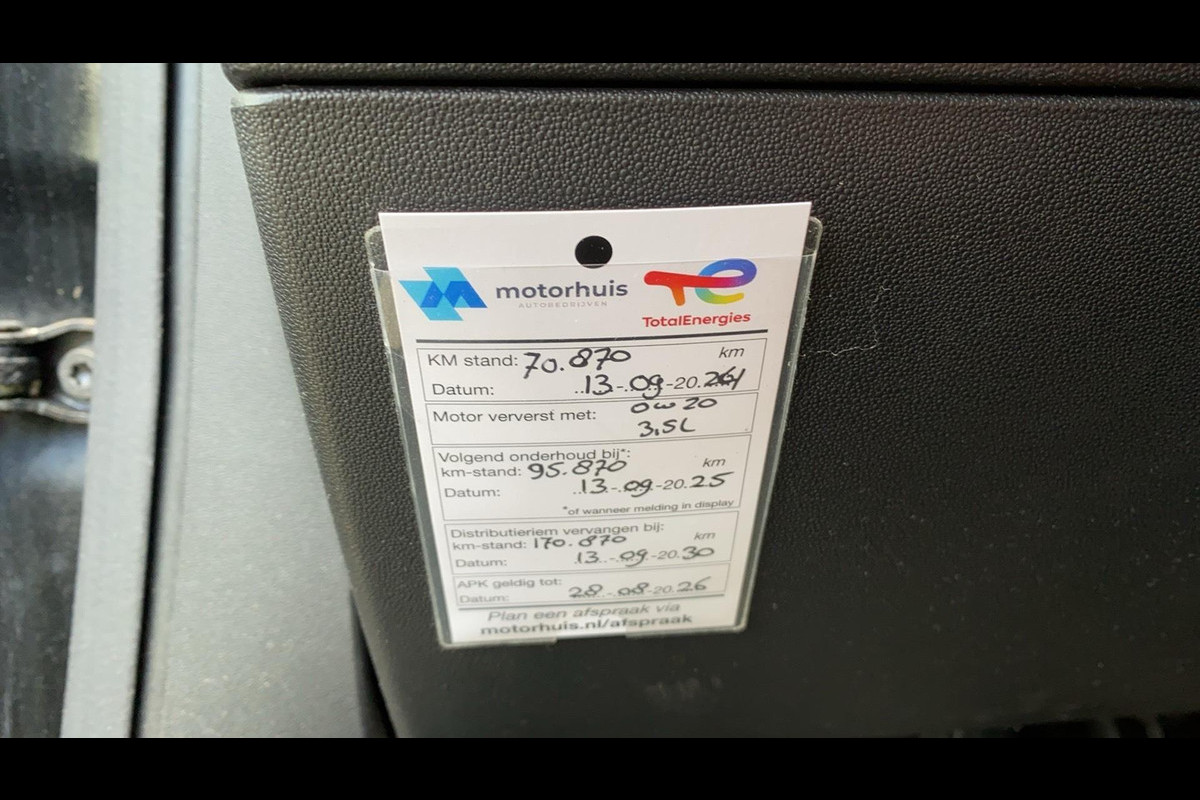 motorhuis
AUTOBEDRIJVEN
TotalEnergies
KM stand: 70.870 km
Datum: ..13.-.09-20.24
Motor ververst met: 0w20
3,5L
Volgend onderhoud bij*:
km-stand: 95.870 km
Datum: ..13.-.09.-20.25
*of wanneer melding in display
Distributieriem vervangen bij:
km-stand: 170.870 km
Datum: .13..-.09.-20.30
APK geldig tot:
Datum: 28.-.08-20.26
Plan een afspraak via
motorhuis.nl/afspraak